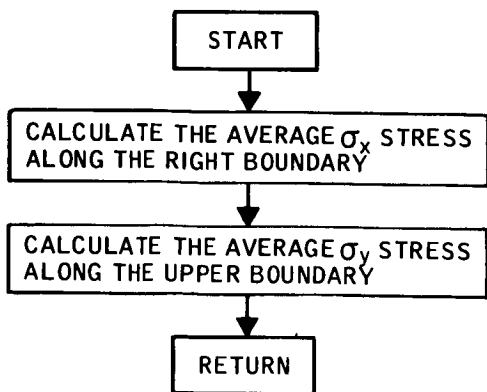 START
CALCULATE THE AVERAGE σx STRESS
ALONG THE RIGHT BOUNDARY
CALCULATE THE AVERAGE σy STRESS
ALONG THE UPPER BOUNDARY
RETURN